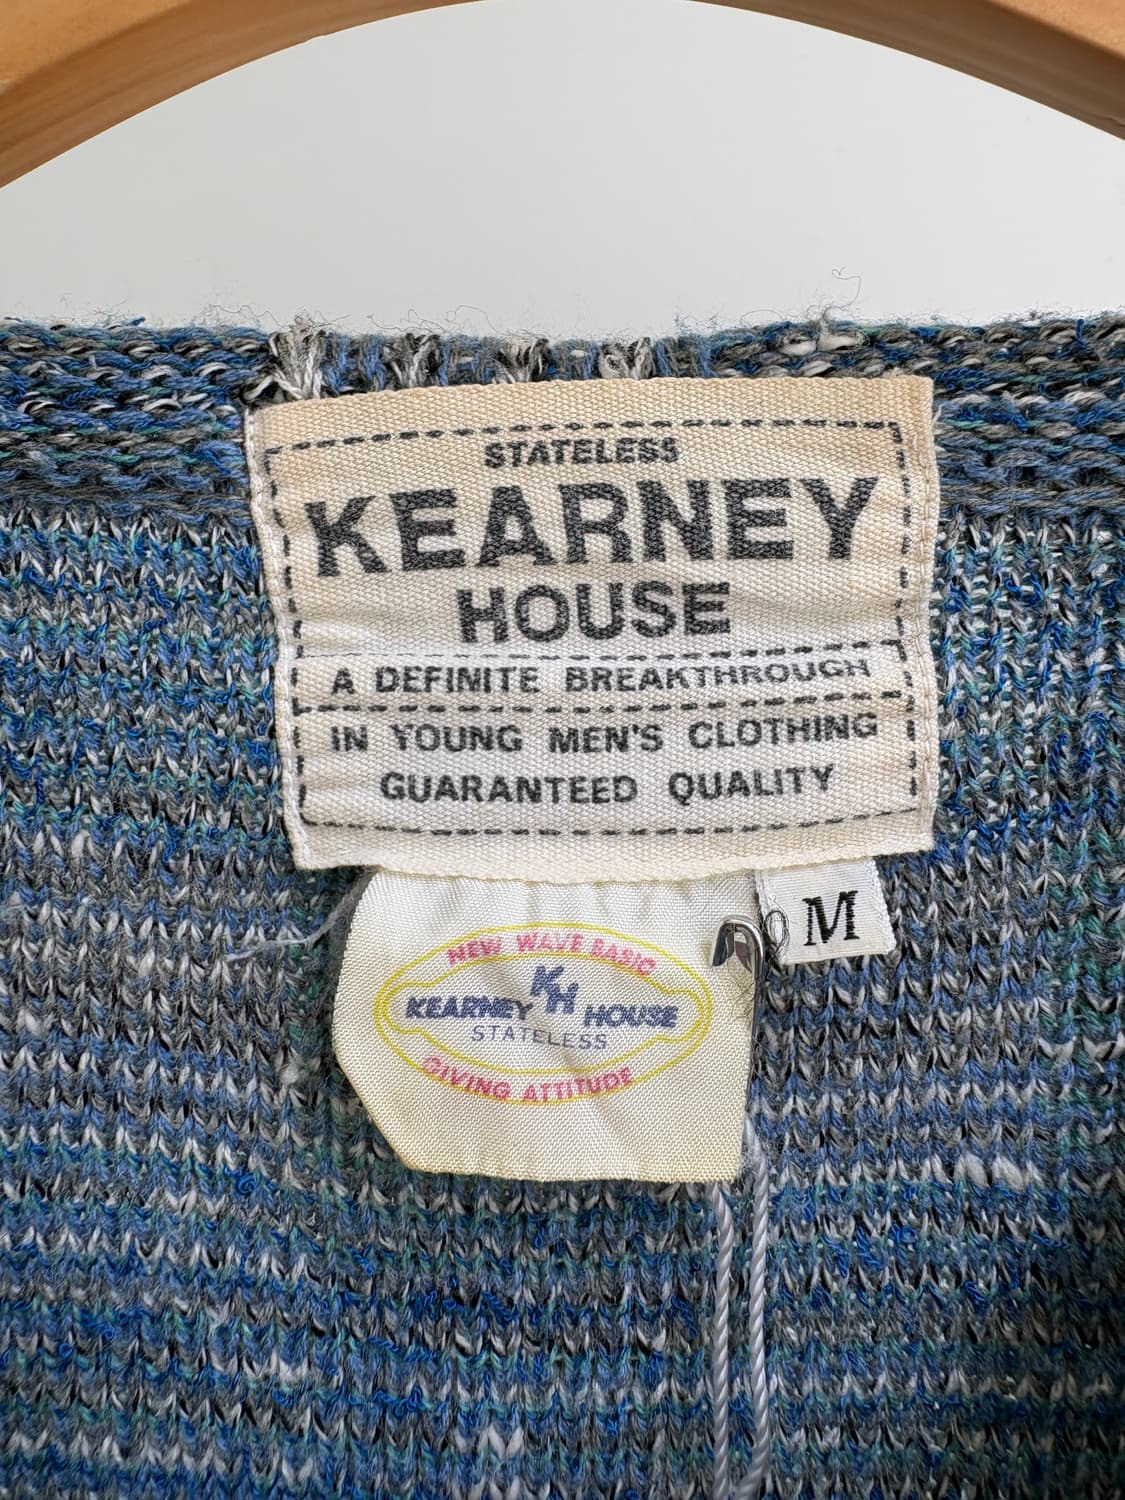 STATELESS
KEARNEY
HOUSE
A DEFINITE BREAKTHROUGH
IN YOUNG MEN'S CLOTHING
GUARANTEED QUALITY
M
NEW WAVE BASIC
KH
KEARNEY HOUSE
STATELESS
GIVING ATTITUDE